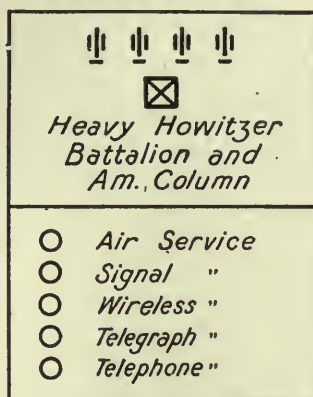 Heavy Howitzer
Battalion and
Am., Column
Air Service
Signal "
Wireless "
Telegraph "
Telephone "